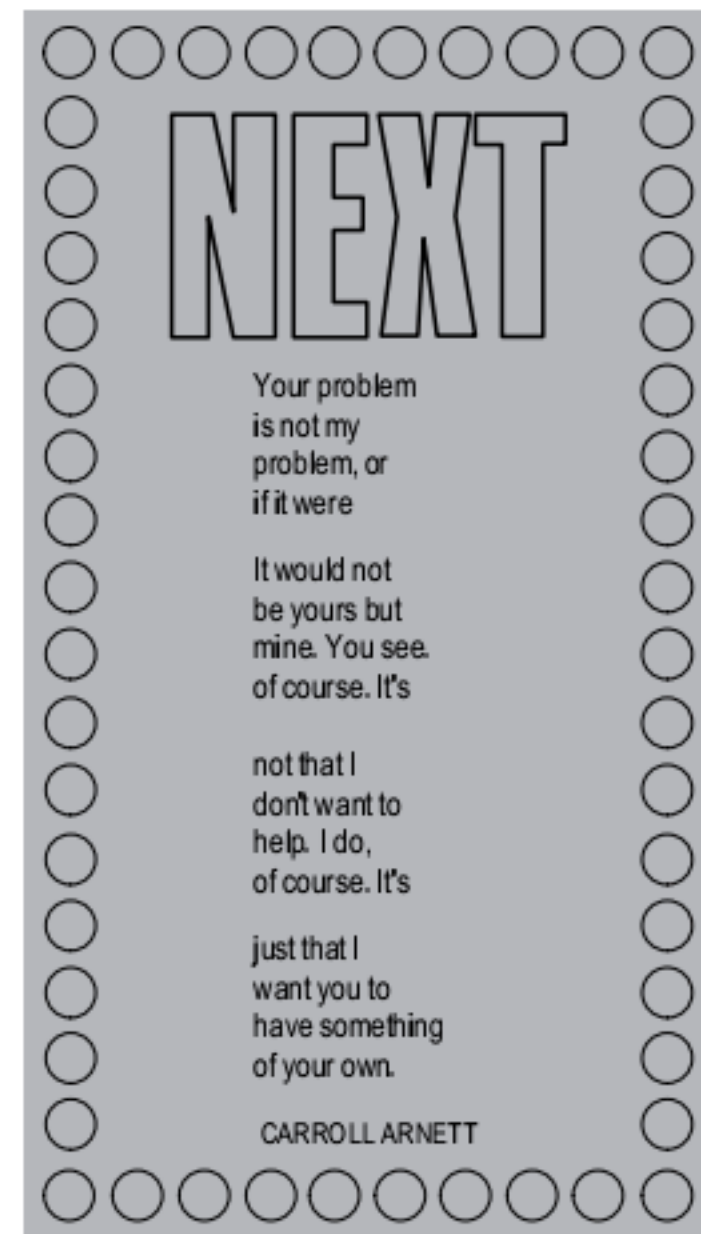 NEXT
Your problem
is not my
problem, or
if it were
It would not
be yours but
mine. You see.
of course. It's
not that I
don't want to
help. I do,
of course. It's
just that I
want you to
have something
of your own.
CARROLL ARNETT